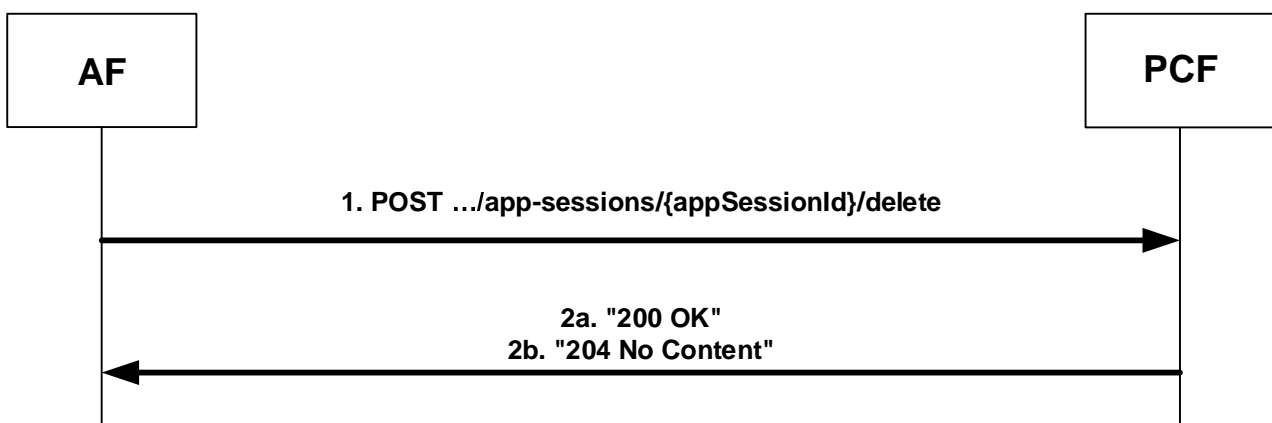 AF
PCF
1. POST …/app-sessions/{appSessionId}/delete
2a. "200 OK"
2b. "204 No Content"